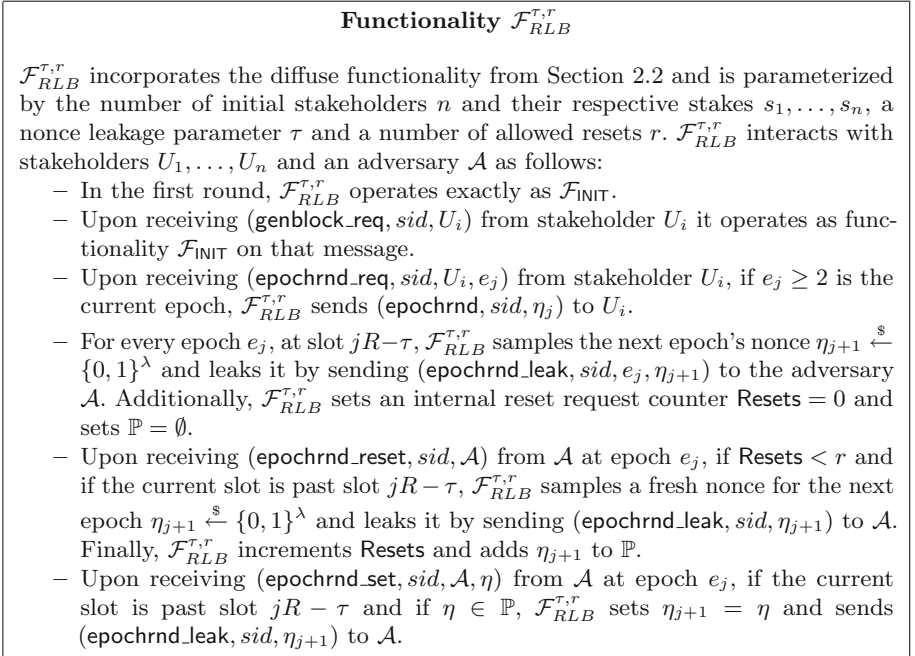 Functionality $\mathcal{F}_{RLB}^{\tau,r}$
$\mathcal{F}_{RLB}^{\tau,r}$ incorporates the diffuse functionality from Section 2.2 and is parameterized
by the number of initial stakeholders $n$ and their respective stakes $s_1, \ldots, s_n$, a
nonce leakage parameter $\tau$ and a number of allowed resets $r$. $\mathcal{F}_{RLB}^{\tau,r}$ interacts with
stakeholders $U_1, \ldots, U_n$ and an adversary $\mathcal{A}$ as follows:
– In the first round, $\mathcal{F}_{RLB}^{\tau,r}$ operates exactly as $\mathcal{F}_{\mathsf{INIT}}$.
– Upon receiving (genblock_req, $sid, U_i$) from stakeholder $U_i$ it operates as func-
tionality $\mathcal{F}_{\mathsf{INIT}}$ on that message.
– Upon receiving (epochrnd_req, $sid, U_i, e_j$) from stakeholder $U_i$, if $e_j \geq 2$ is the
current epoch, $\mathcal{F}_{RLB}^{\tau,r}$ sends (epochrnd, $sid, \eta_j$) to $U_i$.
– For every epoch $e_j$, at slot $jR-\tau$, $\mathcal{F}_{RLB}^{\tau,r}$ samples the next epoch's nonce $\eta_{j+1} \xleftarrow{\$}$
$\{0,1\}^\lambda$ and leaks it by sending (epochrnd_leak, $sid, e_j, \eta_{j+1}$) to the adversary
$\mathcal{A}$. Additionally, $\mathcal{F}_{RLB}^{\tau,r}$ sets an internal reset request counter Resets $= 0$ and
sets $\mathbb{P} = \emptyset$.
– Upon receiving (epochrnd_reset, $sid, \mathcal{A}$) from $\mathcal{A}$ at epoch $e_j$, if Resets $< r$ and
if the current slot is past slot $jR - \tau$, $\mathcal{F}_{RLB}^{\tau,r}$ samples a fresh nonce for the next
epoch $\eta_{j+1} \xleftarrow{\$} \{0,1\}^\lambda$ and leaks it by sending (epochrnd_leak, $sid, \eta_{j+1}$) to $\mathcal{A}$.
Finally, $\mathcal{F}_{RLB}^{\tau,r}$ increments Resets and adds $\eta_{j+1}$ to $\mathbb{P}$.
– Upon receiving (epochrnd_set, $sid, \mathcal{A}, \eta$) from $\mathcal{A}$ at epoch $e_j$, if the current
slot is past slot $jR - \tau$ and if $\eta \in \mathbb{P}$, $\mathcal{F}_{RLB}^{\tau,r}$ sets $\eta_{j+1} = \eta$ and sends
(epochrnd_leak, $sid, \eta_{j+1}$) to $\mathcal{A}$.